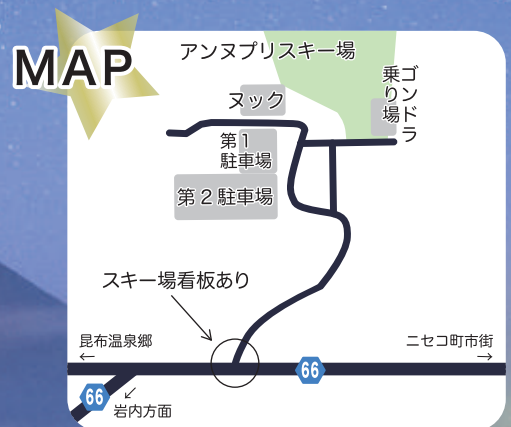 MAP
アンヌプリスキー場
ゴンドラ
乗り場
ヌック
第1
駐車場
第2駐車場
スキー場看板あり
昆布温泉郷
←
ニセコ町市街
→
66
66
岩内方面